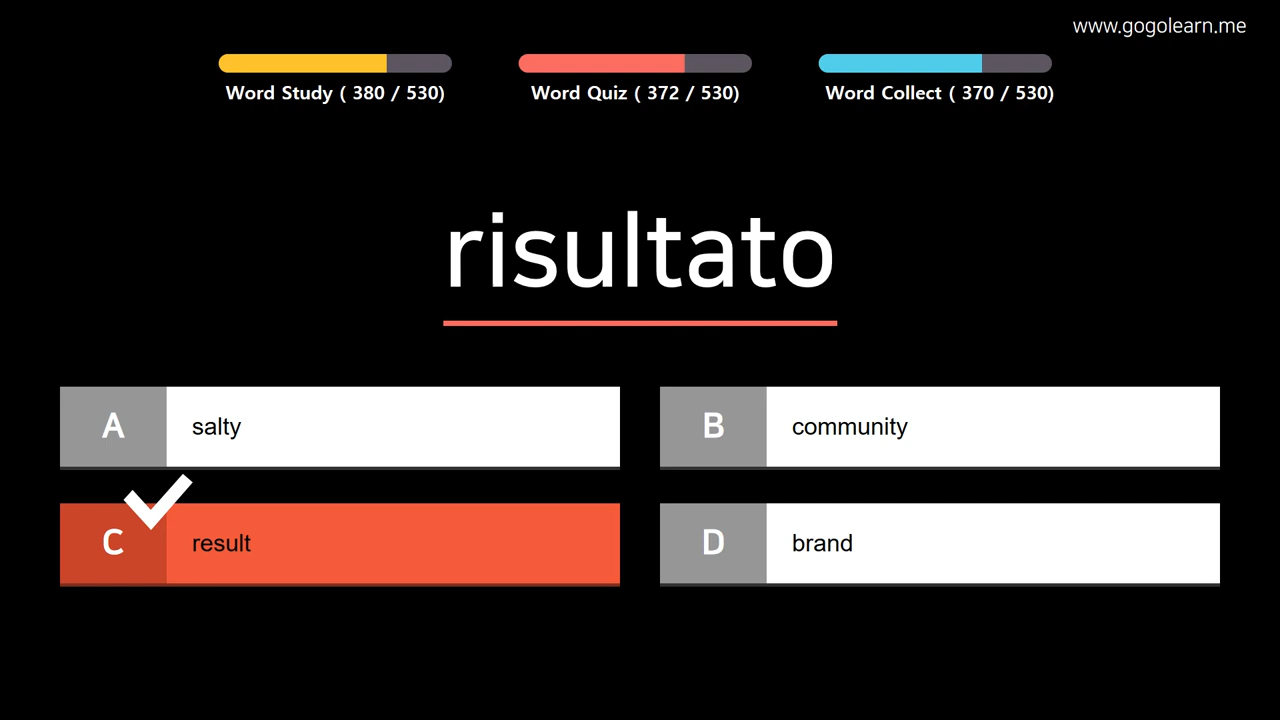 www.gogolearn.me
Word Study ( 380 / 530)
Word Quiz ( 372 / 530)
Word Collect ( 370 / 530)
risultato
A salty
B community
C result
D brand